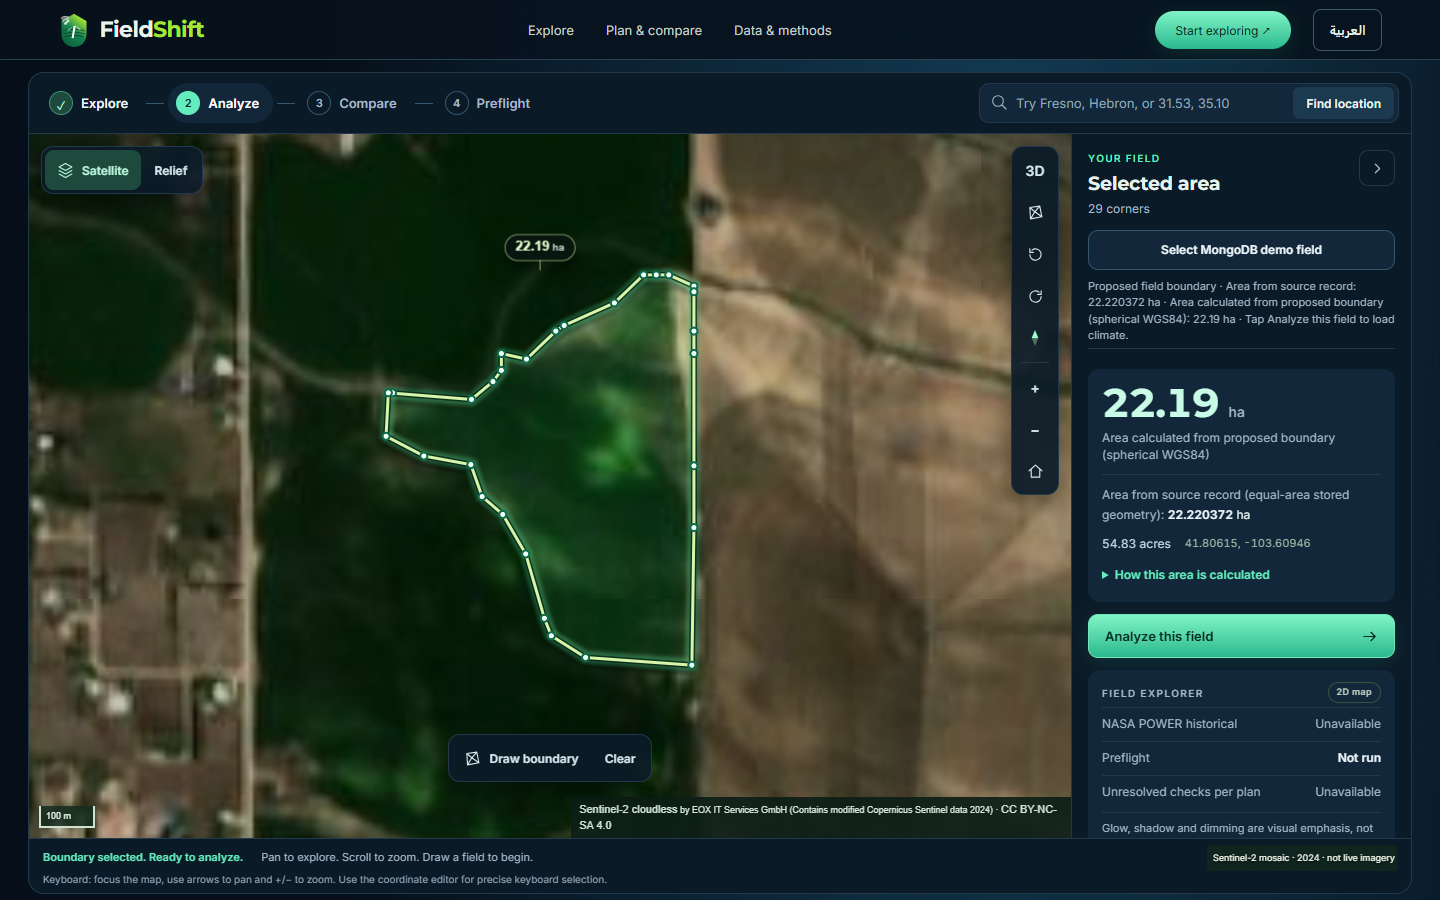 FieldShift
Explore
Plan & compare
Data & methods
Start exploring ↗
العربية
✓ Explore
2 Analyze
3 Compare
4 Preflight
Try Fresno, Hebron, or 31.53, 35.10
Find location
Satellite
Relief
22.19 ha
3D
+
−
Draw boundary
Clear
100 m
Sentinel-2 cloudless by EOX IT Services GmbH (Contains modified Copernicus Sentinel data 2024) · CC BY-NC-
SA 4.0
YOUR FIELD
Selected area
29 corners
Select MongoDB demo field
Proposed field boundary · Area from source record:
22.220372 ha · Area calculated from proposed boundary
(spherical WGS84): 22.19 ha · Tap Analyze this field to load
climate.
22.19 ha
Area calculated from proposed boundary
(spherical WGS84)
Area from source record (equal-area stored
geometry): 22.220372 ha
54.83 acres 41.80615, -103.60946
▶ How this area is calculated
Analyze this field →
FIELD EXPLORER
2D map
NASA POWER historical Unavailable
Preflight Not run
Unresolved checks per plan Unavailable
Glow, shadow and dimming are visual emphasis, not
Boundary selected. Ready to analyze.
Pan to explore. Scroll to zoom. Draw a field to begin.
Sentinel-2 mosaic · 2024 · not live imagery
Keyboard: focus the map, use arrows to pan and +/− to zoom. Use the coordinate editor for precise keyboard selection.